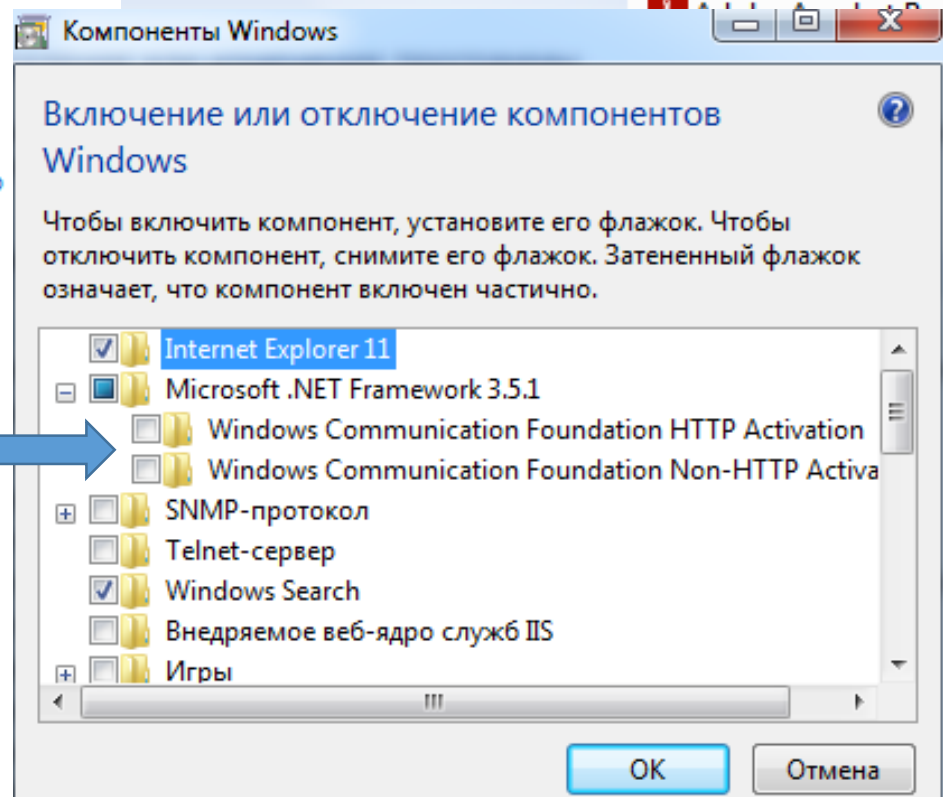 Компоненты Windows
Включение или отключение компонентов
Windows
Чтобы включить компонент, установите его флажок. Чтобы
отключить компонент, снимите его флажок. Затененный флажок
означает, что компонент включен частично.
Internet Explorer 11
Microsoft .NET Framework 3.5.1
Windows Communication Foundation HTTP Activation
Windows Communication Foundation Non-HTTP Activa
SNMP-протокол
Telnet-сервер
Windows Search
Внедряемое веб-ядро служб IIS
Игры
ОК
Отмена